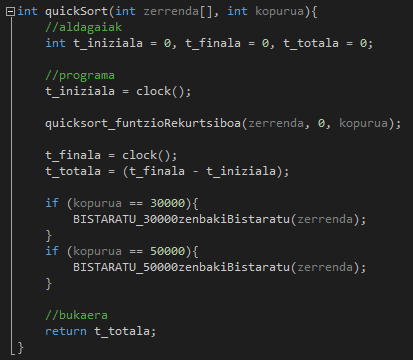 int quickSort(int zerrenda[], int kopurua){
//aldagaiak
int t_iniziala = 0, t_finala = 0, t_totala = 0;
//programa
t_iniziala = clock();
quicksort_funtzioRekurtsiboa(zerrenda, 0, kopurua);
t_finala = clock();
t_totala = (t_finala - t_iniziala);
if (kopurua == 30000){
BISTARATU_30000zenbakiBistaratu(zerrenda);
}
if (kopurua == 50000){
BISTARATU_50000zenbakiBistaratu(zerrenda);
}
//bukaera
return t_totala;
}